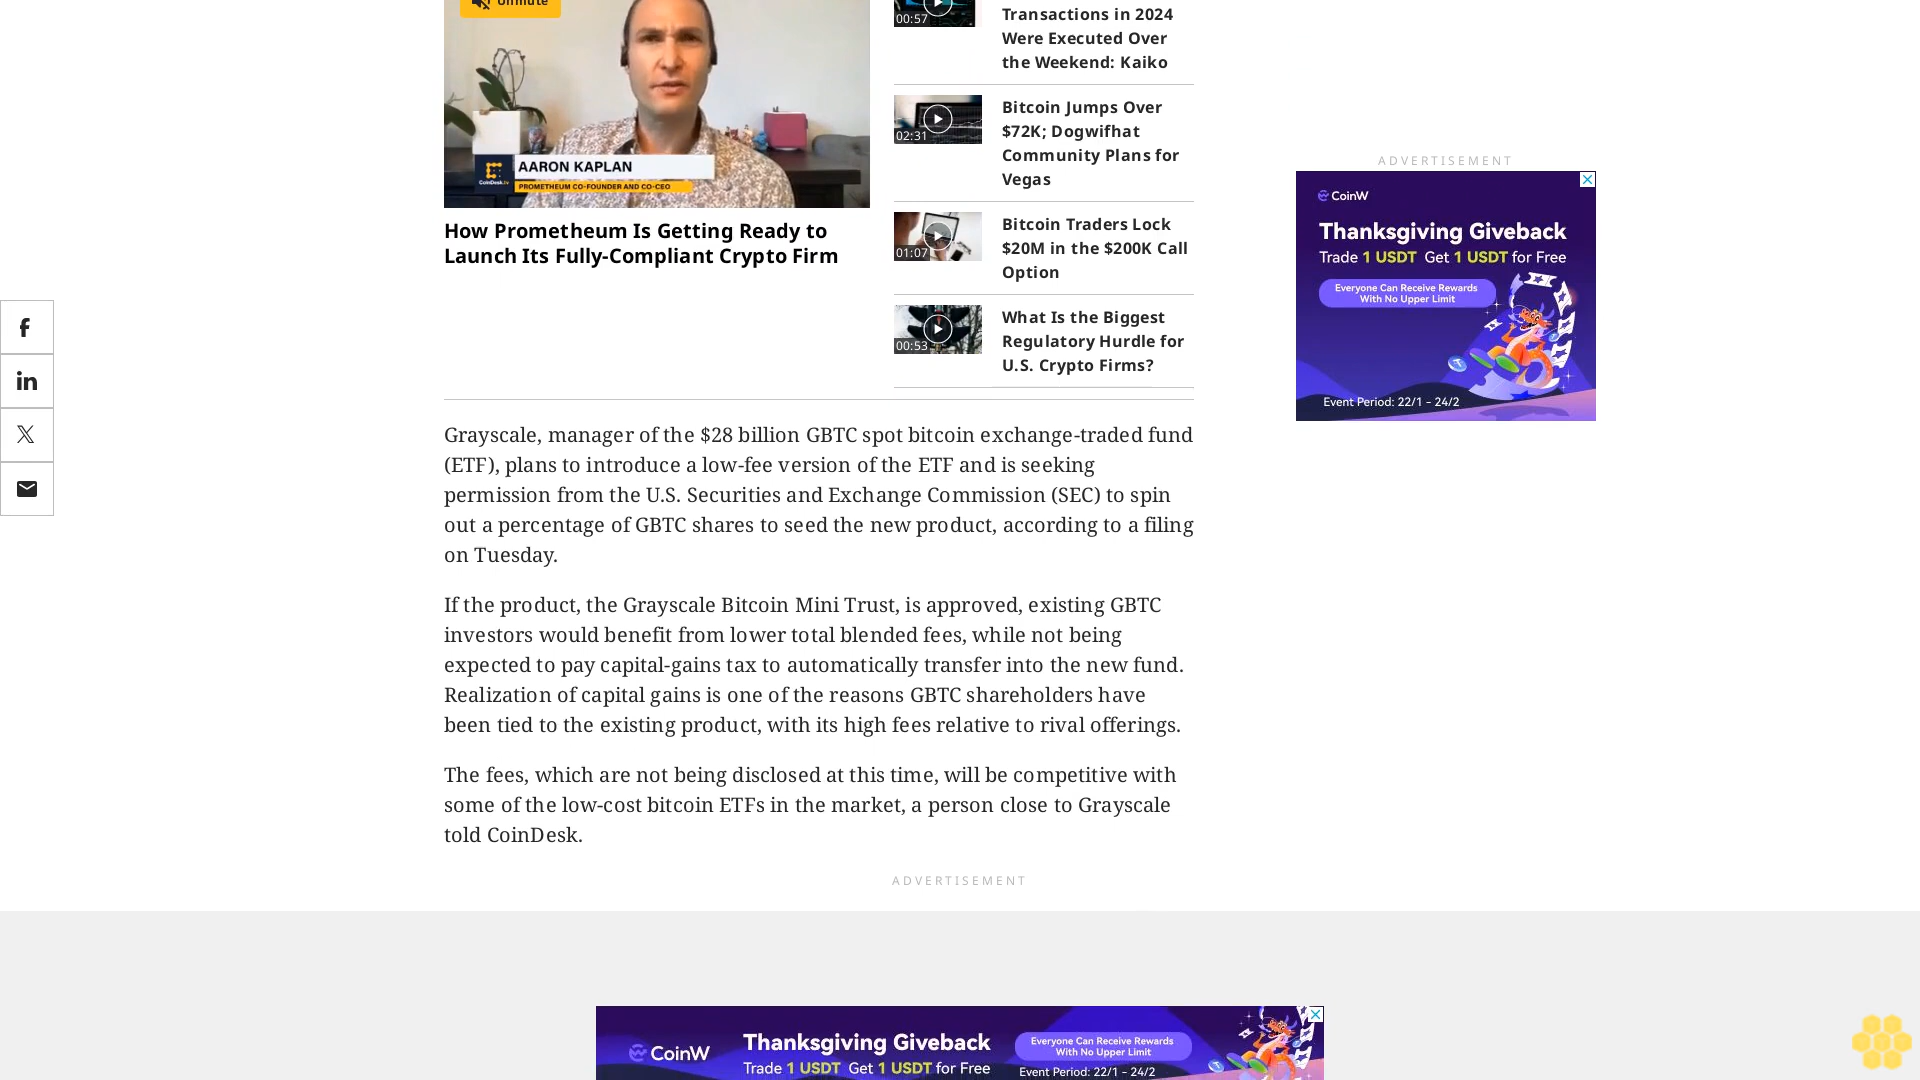 Unmute
AARON KAPLAN
CoinDesk.tv
PROMETHEUM CO-FOUNDER AND CO-CEO
How Prometheum Is Getting Ready to
Launch Its Fully-Compliant Crypto Firm
00:57
Transactions in 2024
Were Executed Over
the Weekend: Kaiko
02:31
Bitcoin Jumps Over
$72K; Dogwifhat
Community Plans for
Vegas
01:07
Bitcoin Traders Lock
$20M in the $200K Call
Option
00:53
What Is the Biggest
Regulatory Hurdle for
U.S. Crypto Firms?
ADVERTISEMENT
CoinW
Thanksgiving Giveback
Trade 1 USDT Get 1 USDT for Free
Everyone Can Receive Rewards
With No Upper Limit
Event Period: 22/1 - 24/2
Grayscale, manager of the $28 billion GBTC spot bitcoin exchange-traded fund
(ETF), plans to introduce a low-fee version of the ETF and is seeking
permission from the U.S. Securities and Exchange Commission (SEC) to spin
out a percentage of GBTC shares to seed the new product, according to a filing
on Tuesday.
If the product, the Grayscale Bitcoin Mini Trust, is approved, existing GBTC
investors would benefit from lower total blended fees, while not being
expected to pay capital-gains tax to automatically transfer into the new fund.
Realization of capital gains is one of the reasons GBTC shareholders have
been tied to the existing product, with its high fees relative to rival offerings.
The fees, which are not being disclosed at this time, will be competitive with
some of the low-cost bitcoin ETFs in the market, a person close to Grayscale
told CoinDesk.
ADVERTISEMENT
CoinW
Thanksgiving Giveback
Trade 1 USDT Get 1 USDT for Free
Everyone Can Receive Rewards
With No Upper Limit
Event Period: 22/1 - 24/2